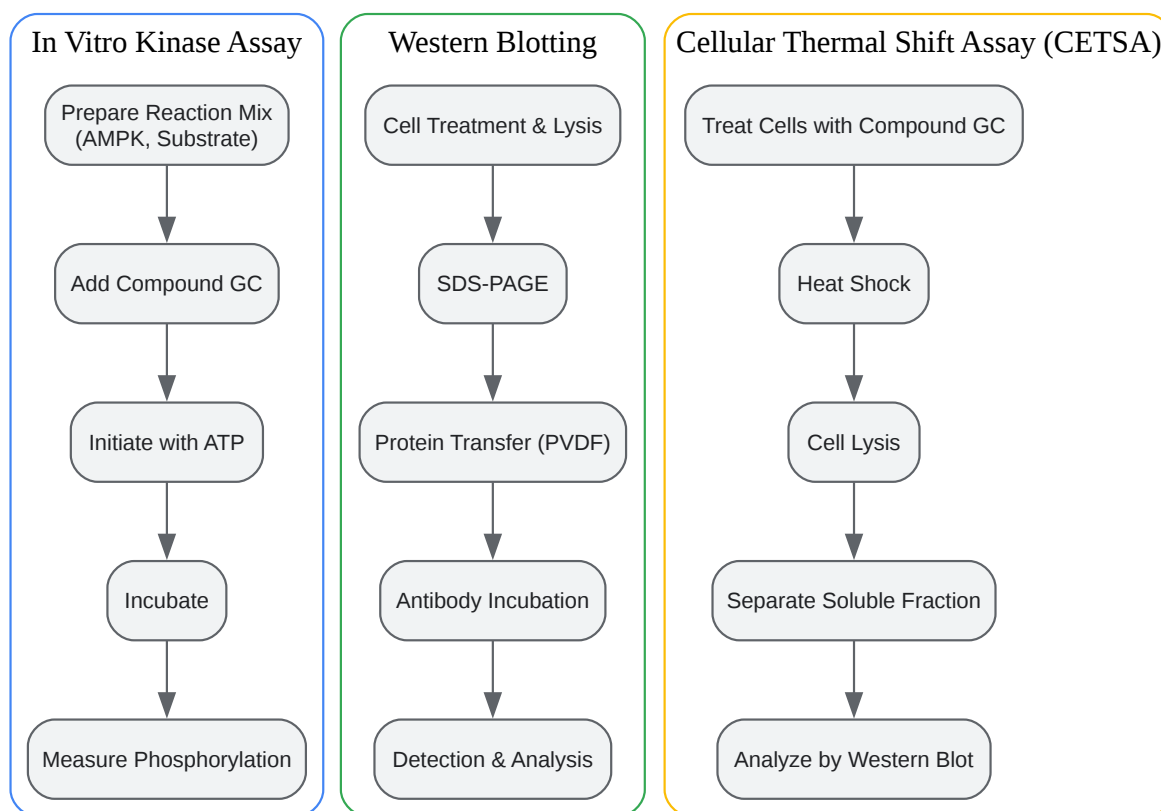 In Vitro Kinase Assay
Prepare Reaction Mix
(AMPK, Substrate)
Add Compound GC
Initiate with ATP
Incubate
Measure Phosphorylation
Western Blotting
Cell Treatment & Lysis
SDS-PAGE
Protein Transfer (PVDF)
Antibody Incubation
Detection & Analysis
Cellular Thermal Shift Assay (CETSA)
Treat Cells with Compound GC
Heat Shock
Cell Lysis
Separate Soluble Fraction
Analyze by Western Blot